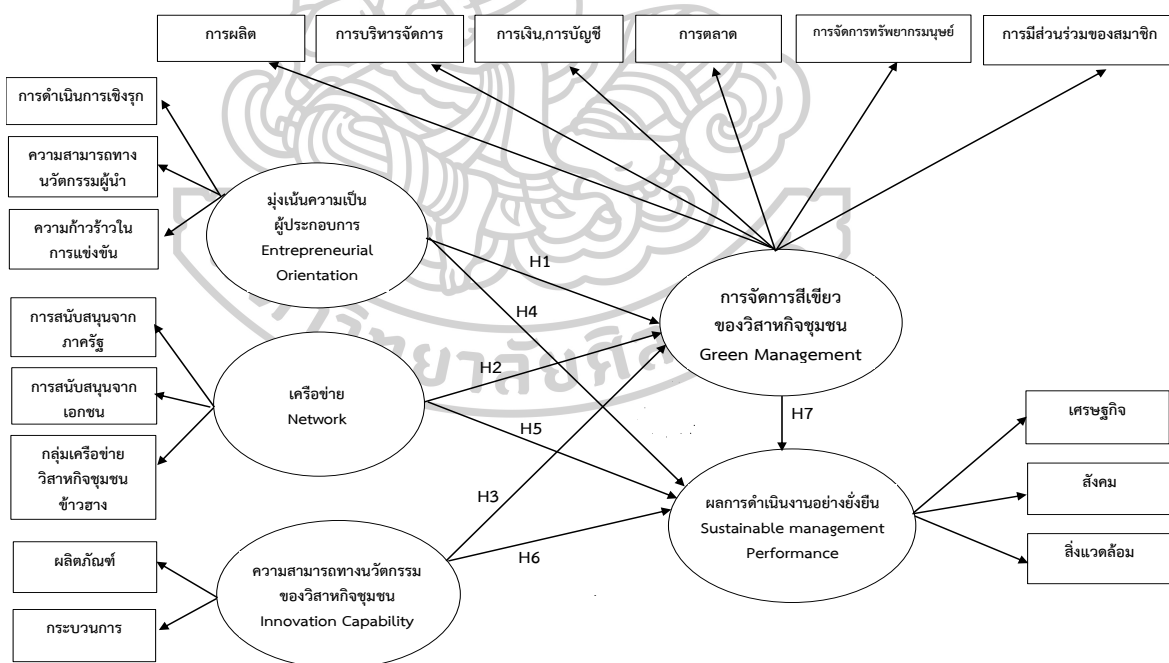 การผลิต
การบริหารจัดการ
การเงิน,การบัญชี
การตลาด
การจัดการทรัพยากรมนุษย์
การมีส่วนร่วมของสมาชิก
การดำเนินการเชิงรุก
ความสามารถทาง
นวัตกรรมผู้นำ
ความก้าวร้าวใน
การแข่งขัน
มุ่งเน้นความเป็น
ผู้ประกอบการ
Entrepreneurial
Orientation
H1
H4
การจัดการสีเขียว
ของวิสาหกิจชุมชน
Green Management
การสนับสนุนจาก
ภาครัฐ
การสนับสนุนจาก
เอกชน
กลุ่มเครือข่าย
วิสาหกิจชุมชน
ข้าวฮาง
เครือข่าย
Network
H2
H5
H7
H3
H6
ผลิตภัณฑ์
กระบวนการ
ความสามารถทางนวัตกรรม
ของวิสาหกิจชุมชน
Innovation Capability
ผลการดำเนินงานอย่างยั่งยืน
Sustainable management
Performance
เศรษฐกิจ
สังคม
สิ่งแวดล้อม